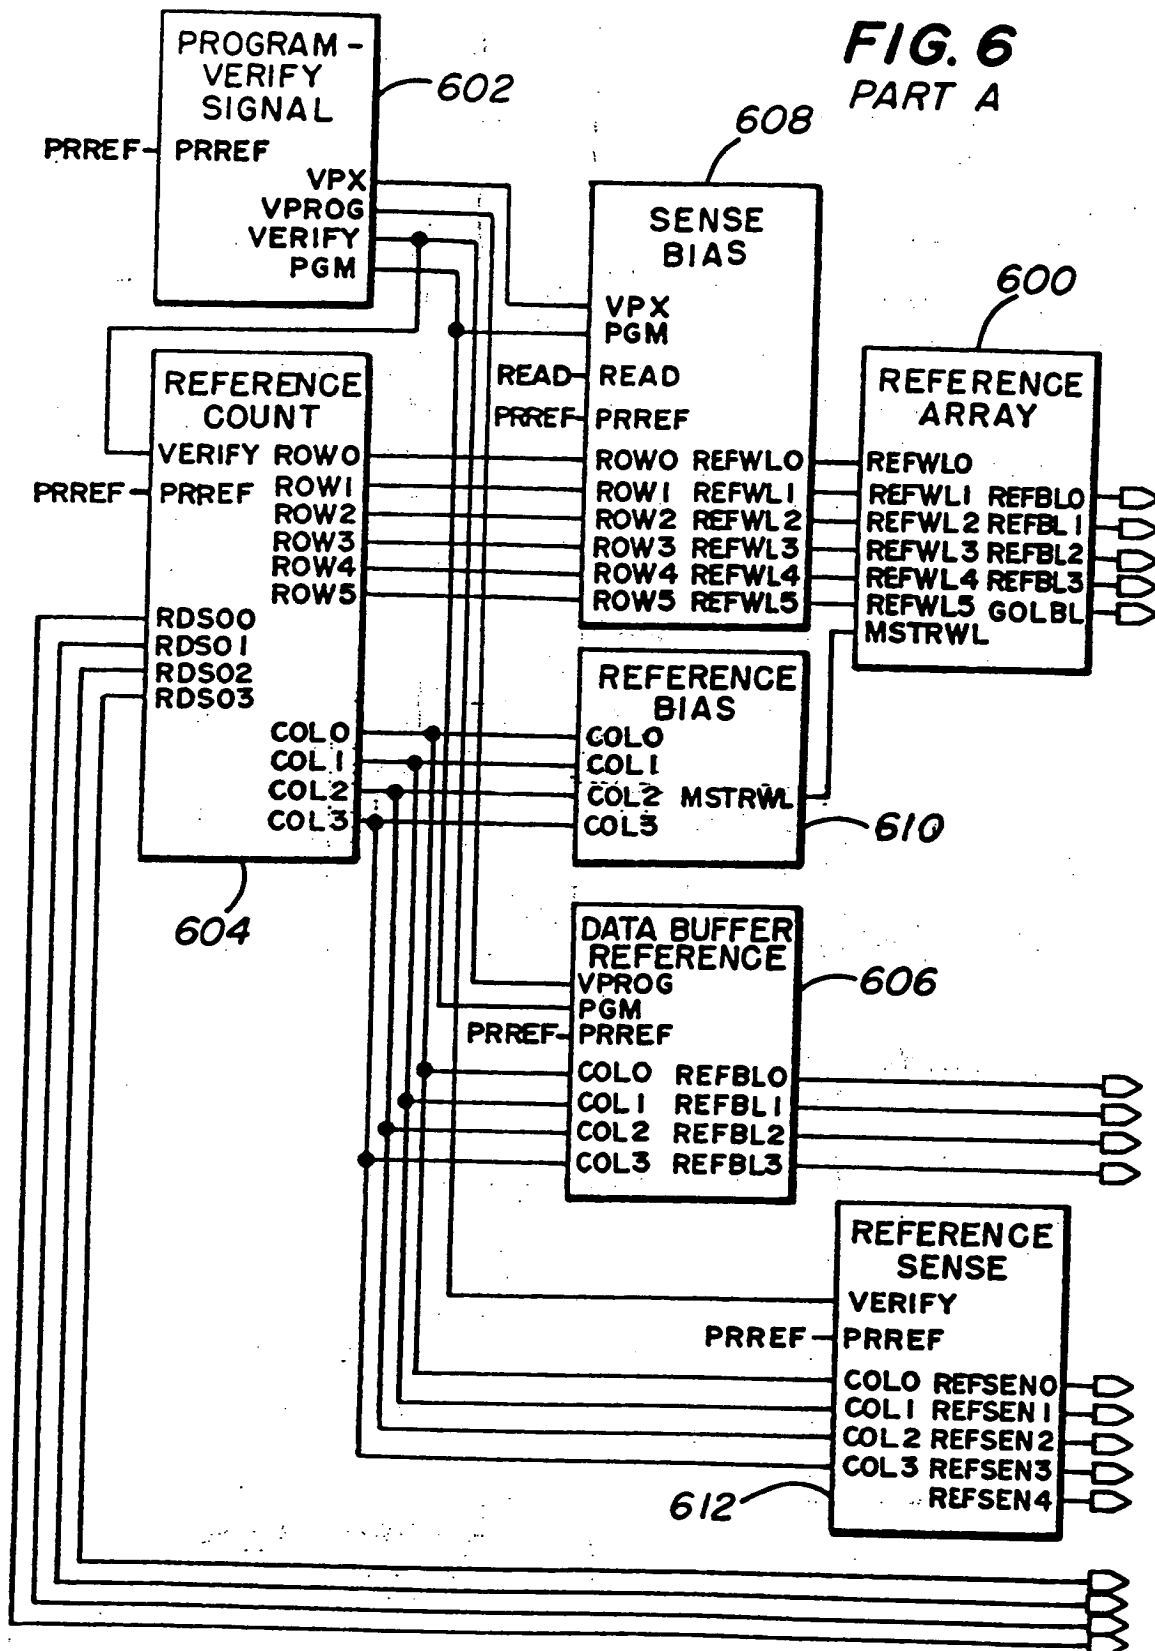 FIG. 6
PART A
PROGRAM-
VERIFY
SIGNAL
602
PRREF
PRREF
VPX
VPROG
VERIFY
PGM
608
SENSE
BIAS
VPX
PGM
READ
READ
PRREF
PRREF
ROW0 REFWL0
ROW1 REFWL1
ROW2 REFWL2
ROW3 REFWL3
ROW4 REFWL4
ROW5 REFWL5
600
REFERENCE
ARRAY
REFWL0
REFWL1 REFBL0
REFWL2 REFBL1
REFWL3 REFBL2
REFWL4 REFBL3
REFWL5 GOLBL
MSTRWL
REFERENCE
COUNT
VERIFY ROW0
PRREF
PRREF
ROW1
ROW2
ROW3
ROW4
ROW5
RDS00
RDS01
RDS02
RDS03
COL0
COL1
COL2
COL3
604
REFERENCE
BIAS
COL0
COL1
COL2 MSTRWL
COL3
610
DATA BUFFER
REFERENCE
606
VPROG
PGM
PRREF
PRREF
COL0 REFBL0
COL1 REFBL1
COL2 REFBL2
COL3 REFBL3
REFERENCE
SENSE
VERIFY
PRREF
PRREF
COL0 REFSEN0
COL1 REFSEN1
COL2 REFSEN2
COL3 REFSEN3
REFSEN4
612